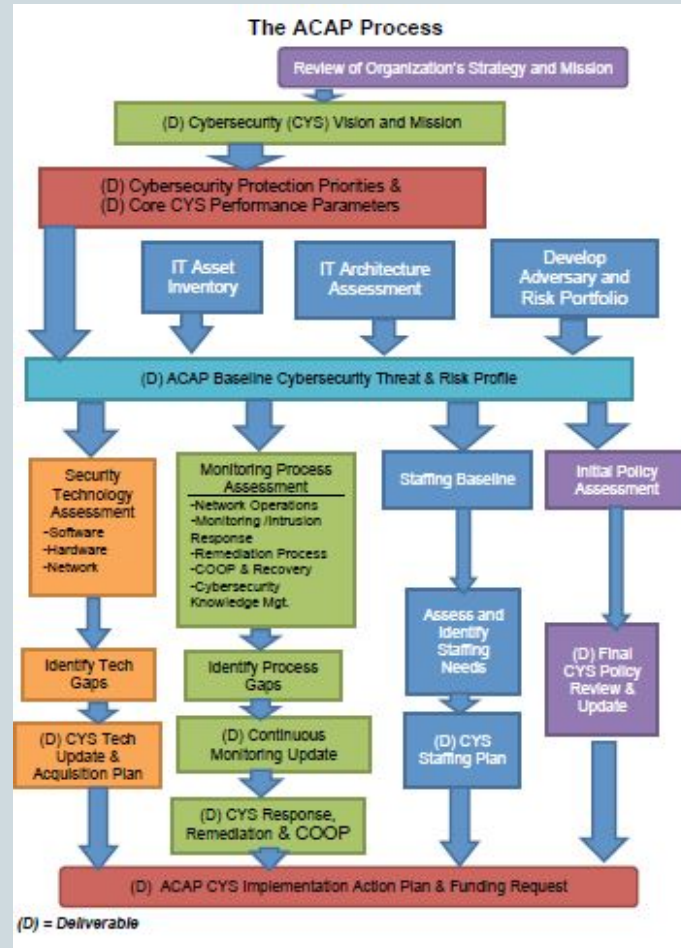 The ACAP Process
Review of Organization's Strategy and Mission
(D) Cybersecurity (CYS) Vision and Mission
(D) Cybersecurity Protection Priorities &
(D) Core CYS Performance Parameters
IT Asset
Inventory
IT Architecture
Assessment
Develop
Adversary and
Risk Portfolio
(D) ACAP Baseline Cybersecurity Threat & Risk Profile
Security
Technology
Assessment
-Software
-Hardware
-Network
Monitoring Process
Assessment
-Network Operations
-Monitoring /Intrusion
Response
-Remediation Process
-COOP & Recovery
-Cybersecurity
Knowledge Mgt.
Staffing Baseline
Initial Policy
Assessment
Identify Tech
Gaps
Identify Process
Gaps
Assess and
Identify
Staffing
Needs
(D) Final
CYS Policy
Review &
Update
(D) CYS Tech
Update &
Acquisition Plan
(D) Continuous
Monitoring Update
(D) CYS
Staffing Plan
(D) CYS Response,
Remediation & COOP
(D) ACAP CYS Implementation Action Plan & Funding Request
(D) = Deliverable